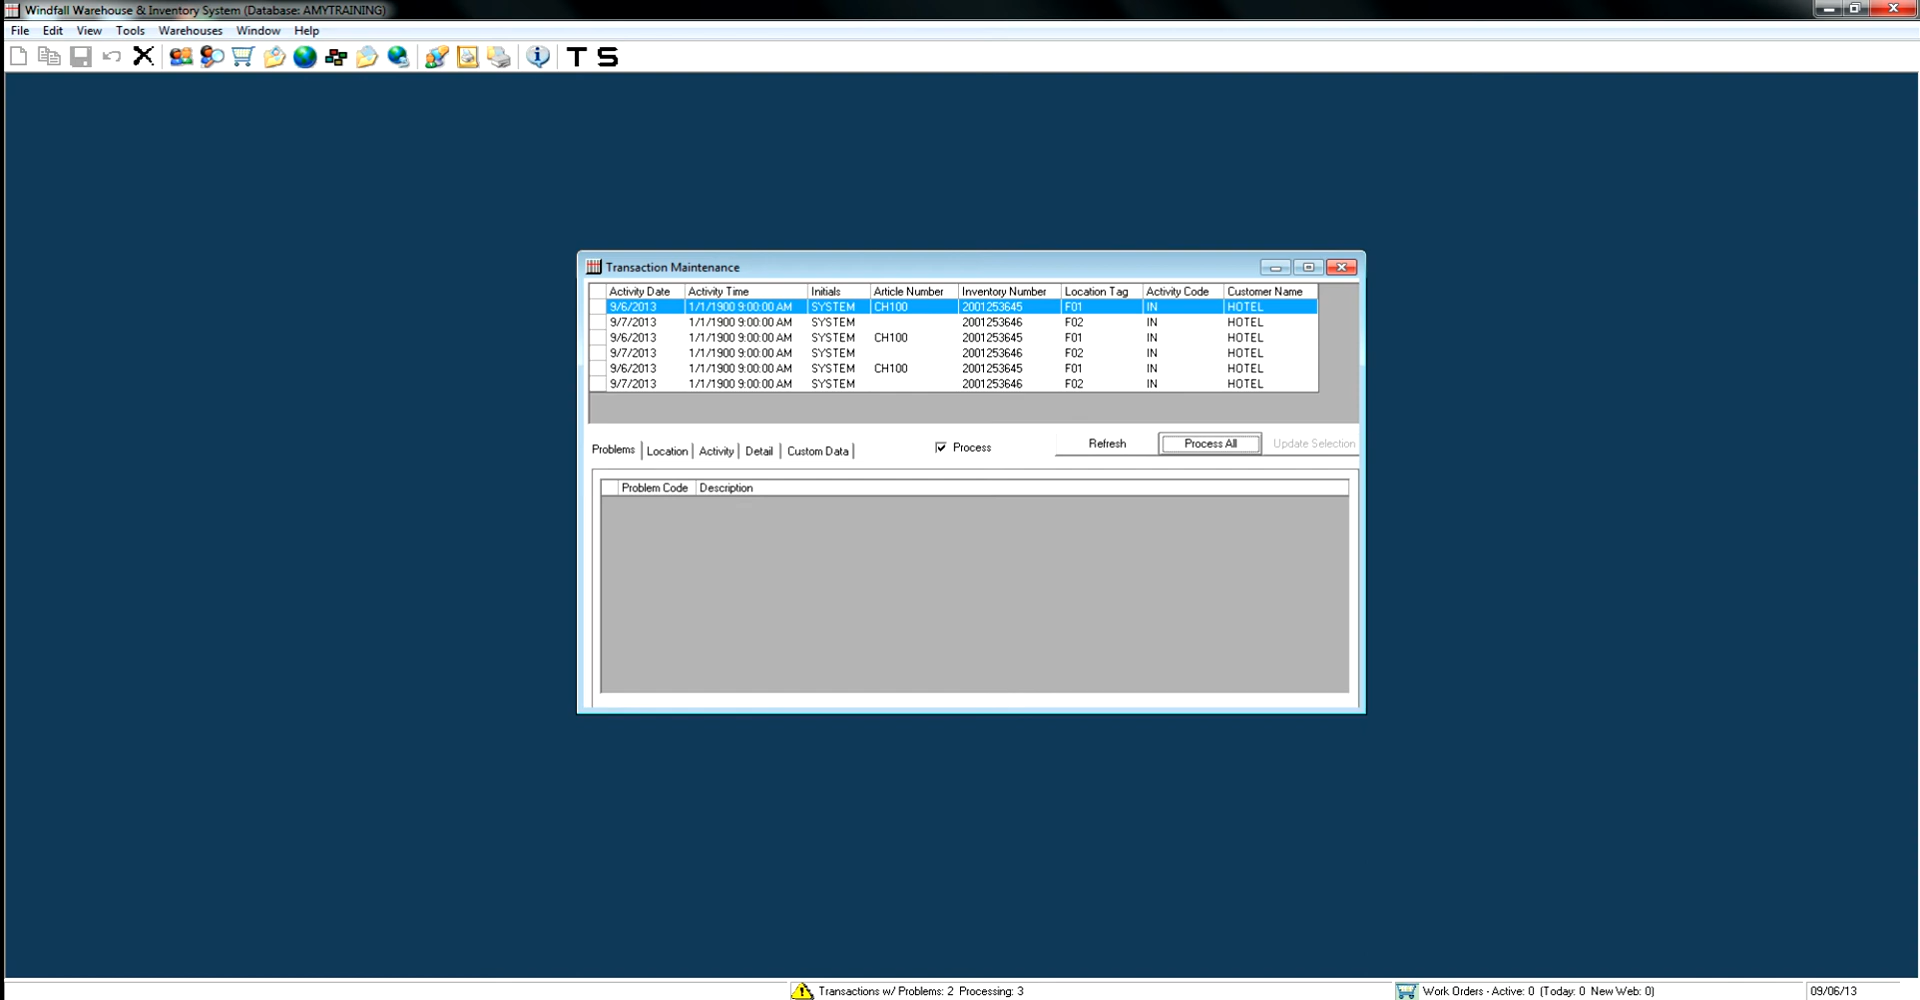 Windfall Warehouse & Inventory System (Database: AMYTRAINING)
File Edit View Tools Warehouses Window Help
T S
Transaction Maintenance
Activity Date Activity Time Initials Article Number Inventory Number Location Tag Activity Code Customer Name
9/6/2013 1/1/1900 9:00:00 AM SYSTEM CH100 2001253645 F01 IN HOTEL
9/7/2013 1/1/1900 9:00:00 AM SYSTEM 2001253646 F02 IN HOTEL
9/6/2013 1/1/1900 9:00:00 AM SYSTEM CH100 2001253645 F01 IN HOTEL
9/7/2013 1/1/1900 9:00:00 AM SYSTEM 2001253646 F02 IN HOTEL
9/6/2013 1/1/1900 9:00:00 AM SYSTEM CH100 2001253645 F01 IN HOTEL
9/7/2013 1/1/1900 9:00:00 AM SYSTEM 2001253646 F02 IN HOTEL
Problems Location Activity Detail Custom Data Process Refresh Process All Update Selection
Problem Code Description
Transactions w/ Problems: 2 Processing: 3 Work Orders - Active: 0 (Today: 0 New Web: 0) 09/06/13